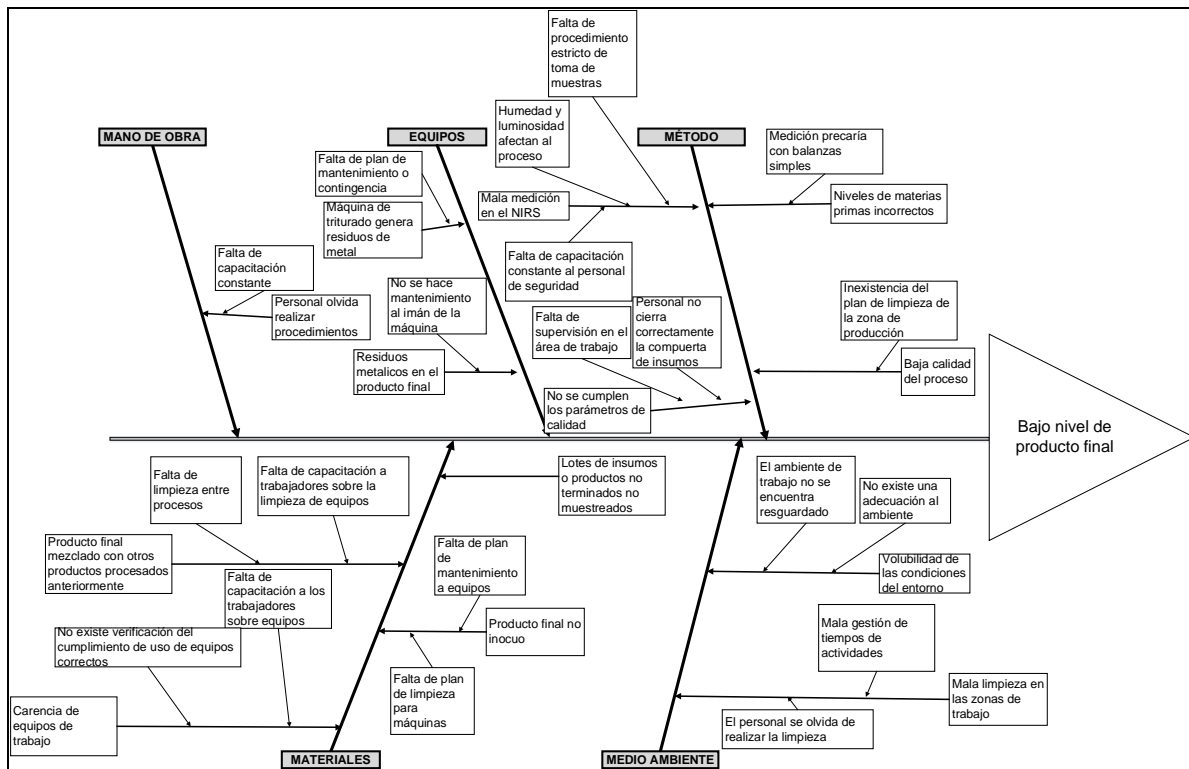 Falta de
procedimiento
estricto de
toma de
muestras
MANO DE OBRA
EQUIPOS
Humedad y
luminosidad
afectan al
proceso
MÉTODO
Medición precaría
con balanzas
simples
Falta de plan de
mantenimiento o
contingencia
Mala medición
en el NIRS
Niveles de materias
primas incorrectos
Máquina de
triturado genera
residuos de
metal
Falta de
capacitación
constante
Falta de capacitación
constante al personal
de seguridad
Personal olvida
realizar
procedimientos
No se hace
mantenimiento
al imán de la
máquina
Falta de
supervisión en el
área de trabajo
Personal no
cierra
correctamente
la compuerta
de insumos
Inexistencia del
plan de limpieza de
la zona de
producción
Residuos
metalicos en el
producto final
Baja calidad
del proceso
No se cumplen
los parámetros de
calidad
Bajo nivel de
producto final
Falta de
limpieza entre
procesos
Falta de capacitación a
trabajadores sobre la
limpieza de equipos
Lotes de insumos
o productos no
terminados no
muestreados
El ambiente de
trabajo no se
encuentra
resguardado
No existe una
adecuación al
ambiente
Producto final
mezclado con otros
productos procesados
anteriormente
Falta de plan
de
mantenimiento
a equipos
Volubilidad de
las condiciones
del entorno
Falta de
capacitación a los
trabajadores
sobre equipos
No existe verificación del
cumplimiento de uso de equipos
correctos
Producto final no
inocuo
Mala gestión de
tiempos de
actividades
Falta de plan
de limpieza
para
máquinas
Mala limpieza en
las zonas de
trabajo
Carencia de
equipos de
trabajo
El personal se olvida de
realizar la limpieza
MATERIALES
MEDIO AMBIENTE